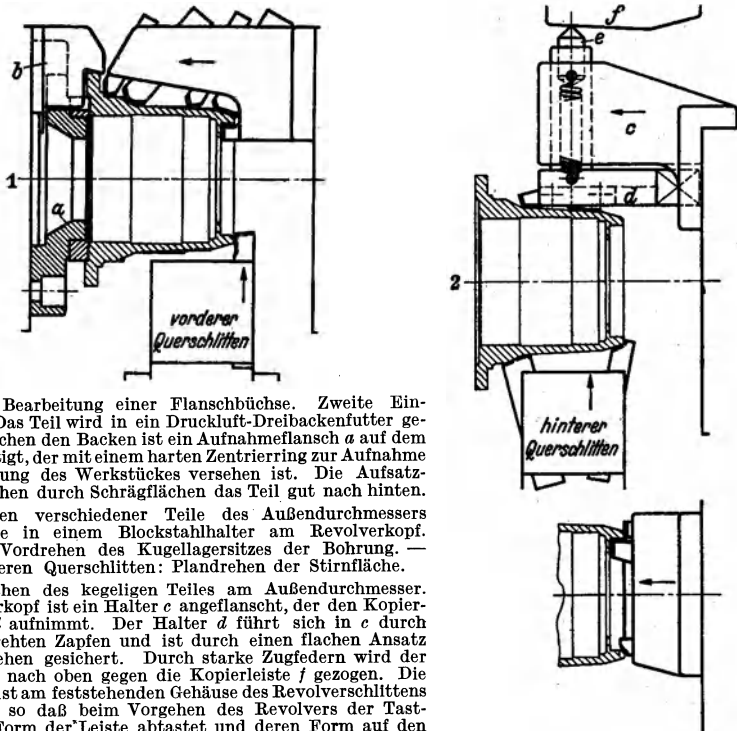 b
1
a
vorderer
Querschlitten
f
e
c
d
2
hinterer
Querschlitten
Bearbeitung einer Flanschbüchse. Zweite Ein-
Das Teil wird in ein Druckluft-Dreibackenfutter ge-
chen den Backen ist ein Aufnahmeflansch a auf dem
tigt, der mit einem harten Zentrierring zur Aufnahme
ung des Werkstückes versehen ist. Die Aufsatz-
hen durch Schrägflächen das Teil gut nach hinten.
en verschiedener Teile des Außendurchmessers
e in einem Blockstahlhalter am Revolverkopf.
Vordrehen des Kugellagersitzes der Bohrung. —
eren Querschlitten: Plandrehen der Stirnfläche.
hen des kegeligen Teiles am Außendurchmesser.
rkopf ist ein Halter c angeflanscht, der den Kopier-
aufnimmt. Der Halter d führt sich in c durch
ehten Zapfen und ist durch einen flachen Ansatz
ehen gesichert. Durch starke Zugfedern wird der
nach oben gegen die Kopierleiste f gezogen. Die
ist am feststehenden Gehäuse des Revolverschlittens
so daß beim Vorgehen des Revolvers der Tast-
Form der Leiste abtastet und deren Form auf den